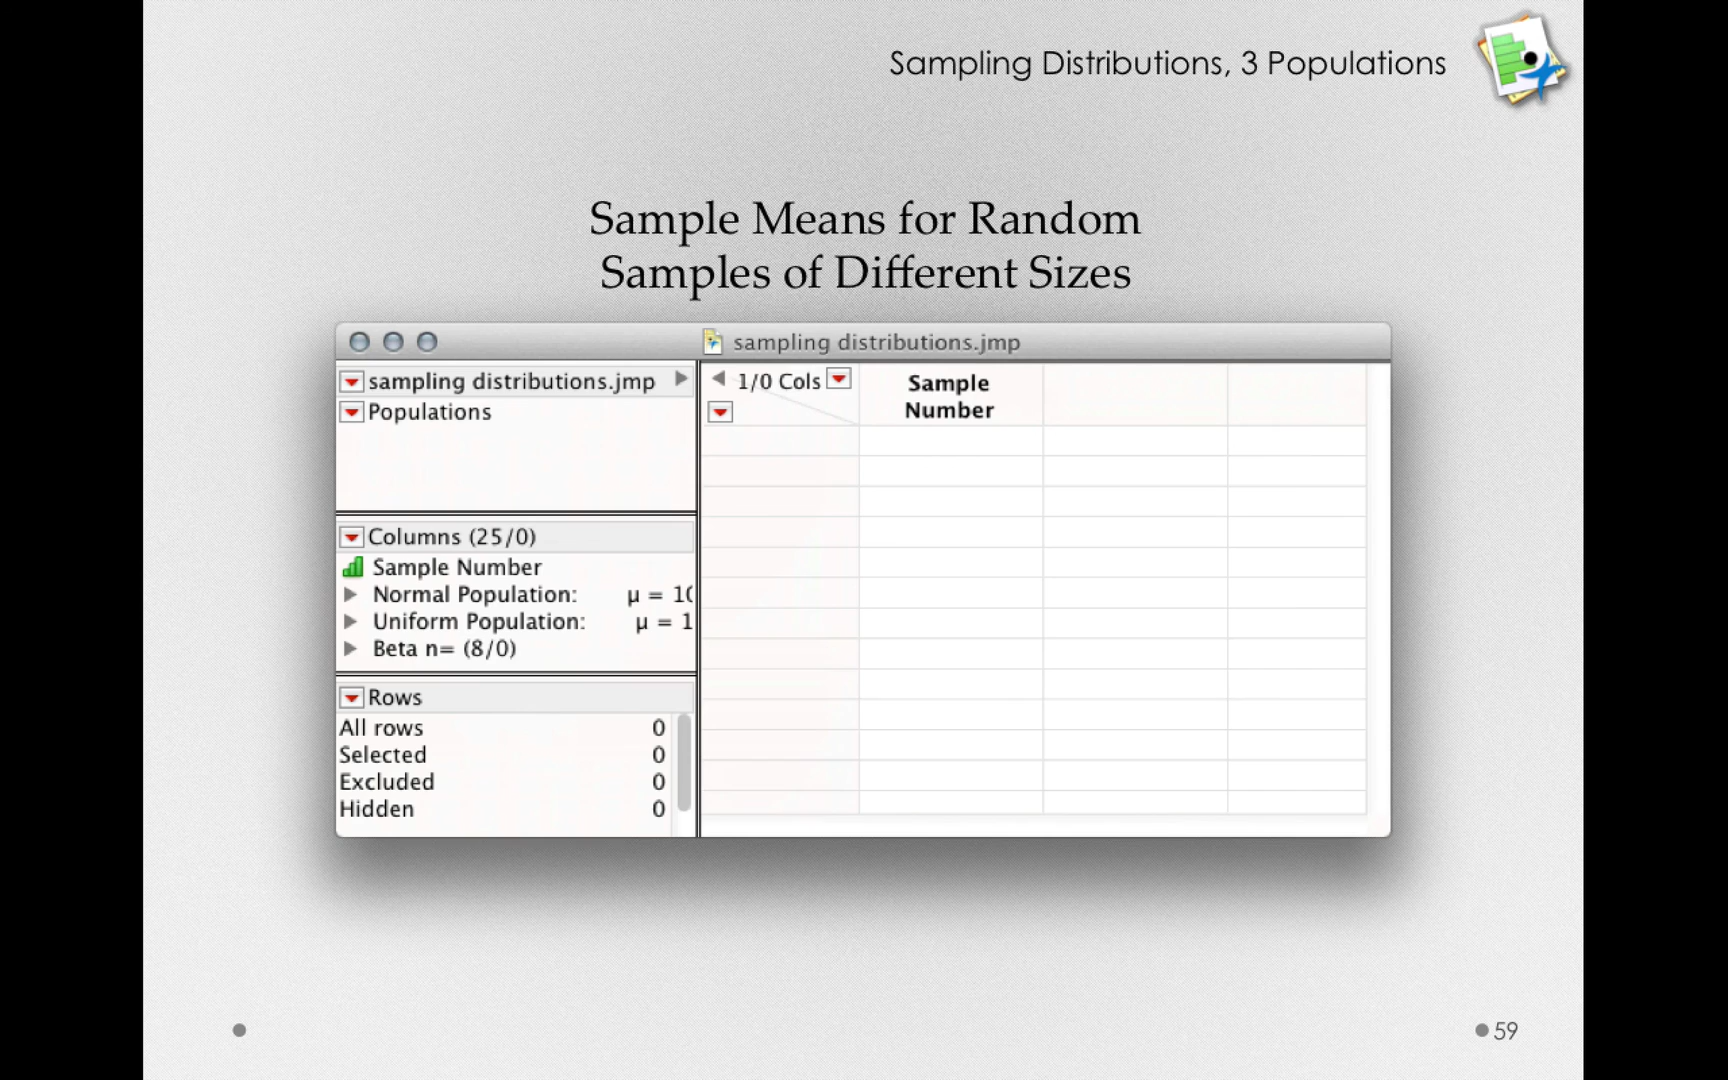 Sampling Distributions, 3 Populations
Sample Means for Random
Samples of Different Sizes
sampling distributions.jmp
sampling distributions.jmp
Populations
1/0 Cols
Sample
Number
Columns (25/0)
Sample Number
Normal Population: μ = 10
Uniform Population: μ = 1
Beta n= (8/0)
Rows
All rows 0
Selected 0
Excluded 0
Hidden 0
59